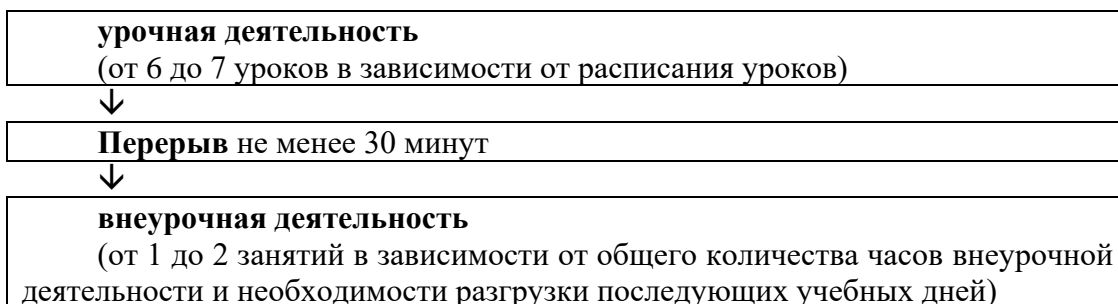 урочная деятельность
(от 6 до 7 уроков в зависимости от расписания уроков)
↓
Перерыв не менее 30 минут
↓
внеурочная деятельность
(от 1 до 2 занятий в зависимости от общего количества часов внеурочной
деятельности и необходимости разгрузки последующих учебных дней)